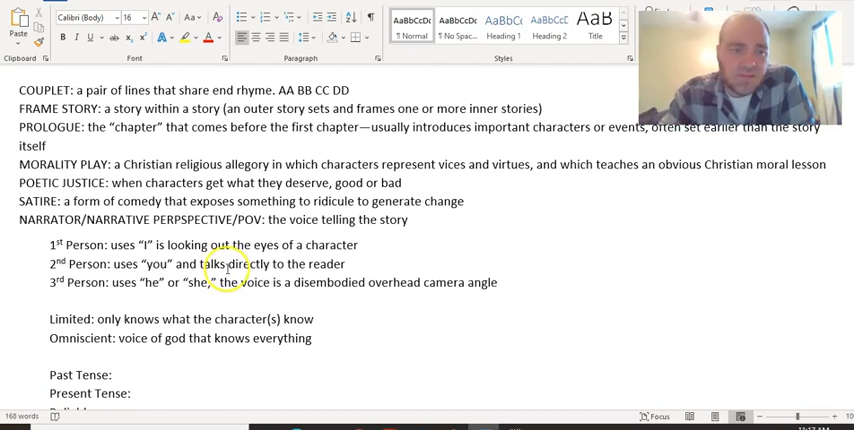 Calibri (Body) 16 A A Aa
AaBbCcDc AaBbCcDc AaBbCcD AaBbCcE AaB
Paste
B I U ab x x A A
¶ Normal ¶ No Spac... Heading 1 Heading 2 Title
Clipboard Font Paragraph Styles
COUPLET: a pair of lines that share end rhyme. AA BB CC DD
FRAME STORY: a story within a story (an outer story sets and frames one or more inner stories)
PROLOGUE: the “chapter” that comes before the first chapter—usually introduces important characters or events, often set earlier than the story
itself
MORALITY PLAY: a Christian religious allegory in which characters represent vices and virtues, and which teaches an obvious Christian moral lesson
POETIC JUSTICE: when characters get what they deserve, good or bad
SATIRE: a form of comedy that exposes something to ridicule to generate change
NARRATOR/NARRATIVE PERPSPECTIVE/POV: the voice telling the story
1st Person: uses “I” is looking out the eyes of a character
2nd Person: uses “you” and talks directly to the reader
3rd Person: uses “he” or “she,” the voice is a disembodied overhead camera angle
Limited: only knows what the character(s) know
Omniscient: voice of god that knows everything
Past Tense:
Present Tense:
168 words Focus 10